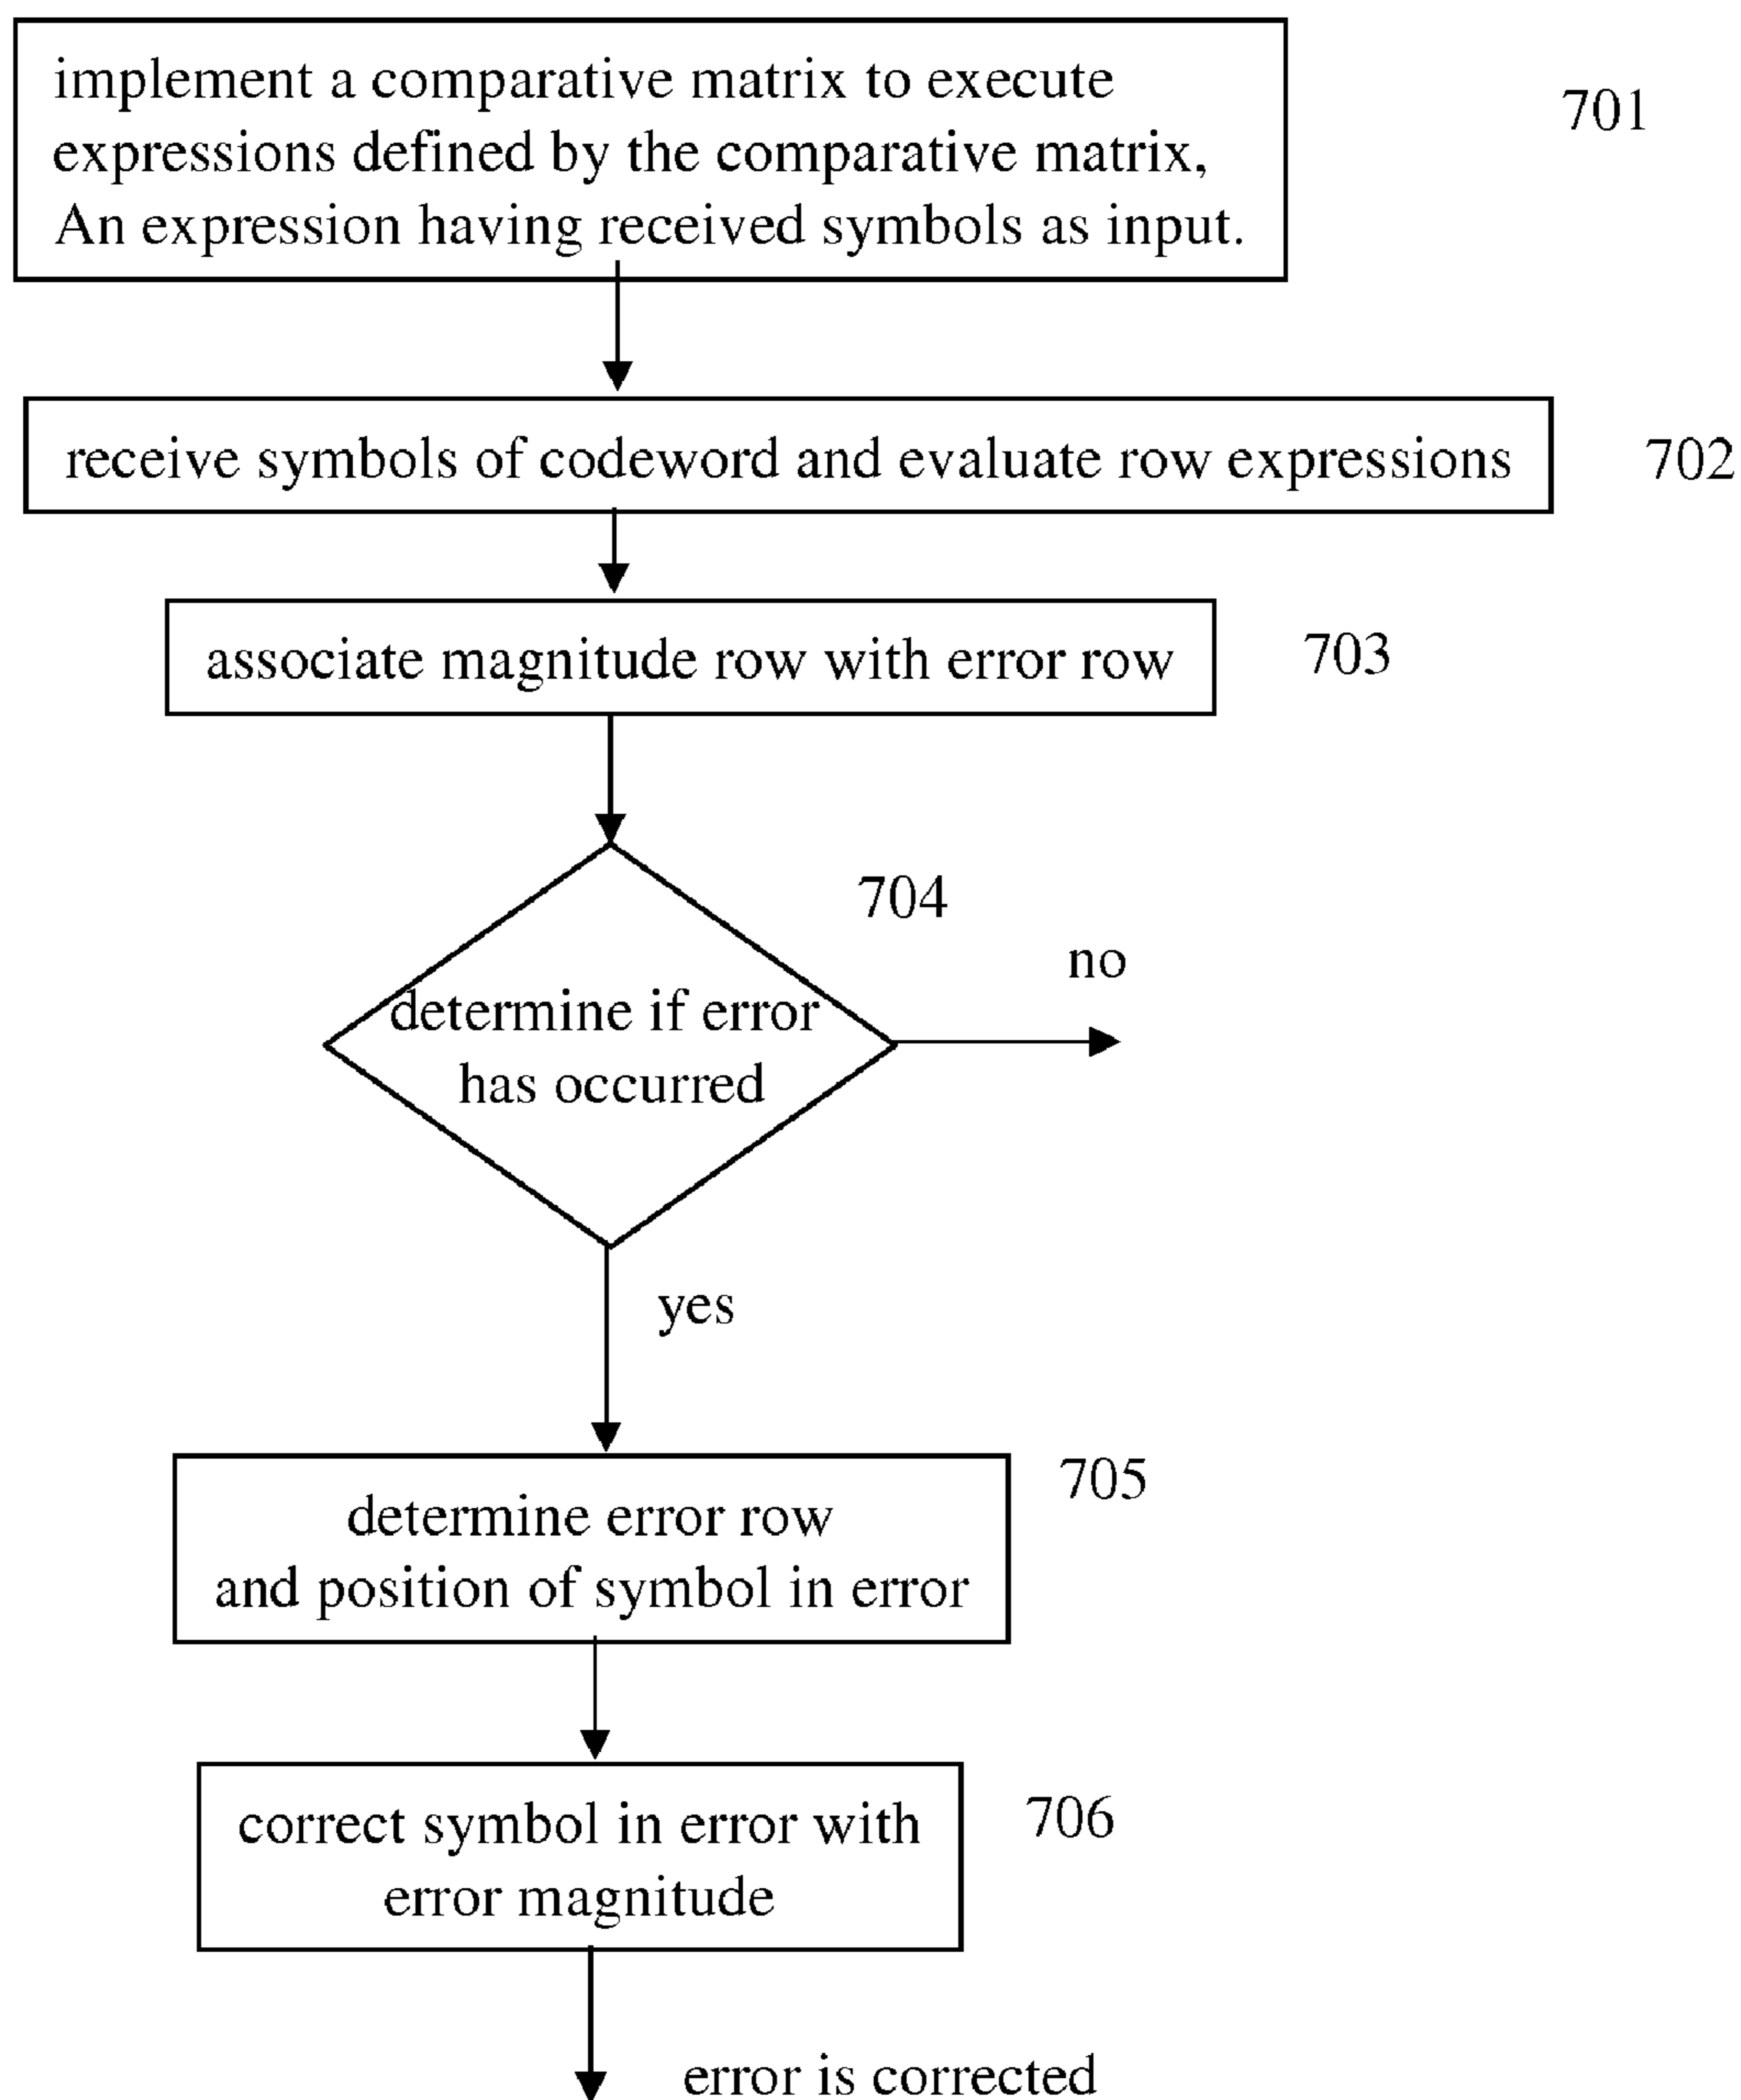 implement a comparative matrix to execute
expressions defined by the comparative matrix,
An expression having received symbols as input.
701
receive symbols of codeword and evaluate row expressions
702
associate magnitude row with error row
703
704
no
determine if error
has occurred
yes
705
determine error row
and position of symbol in error
706
correct symbol in error with
error magnitude
error is corrected